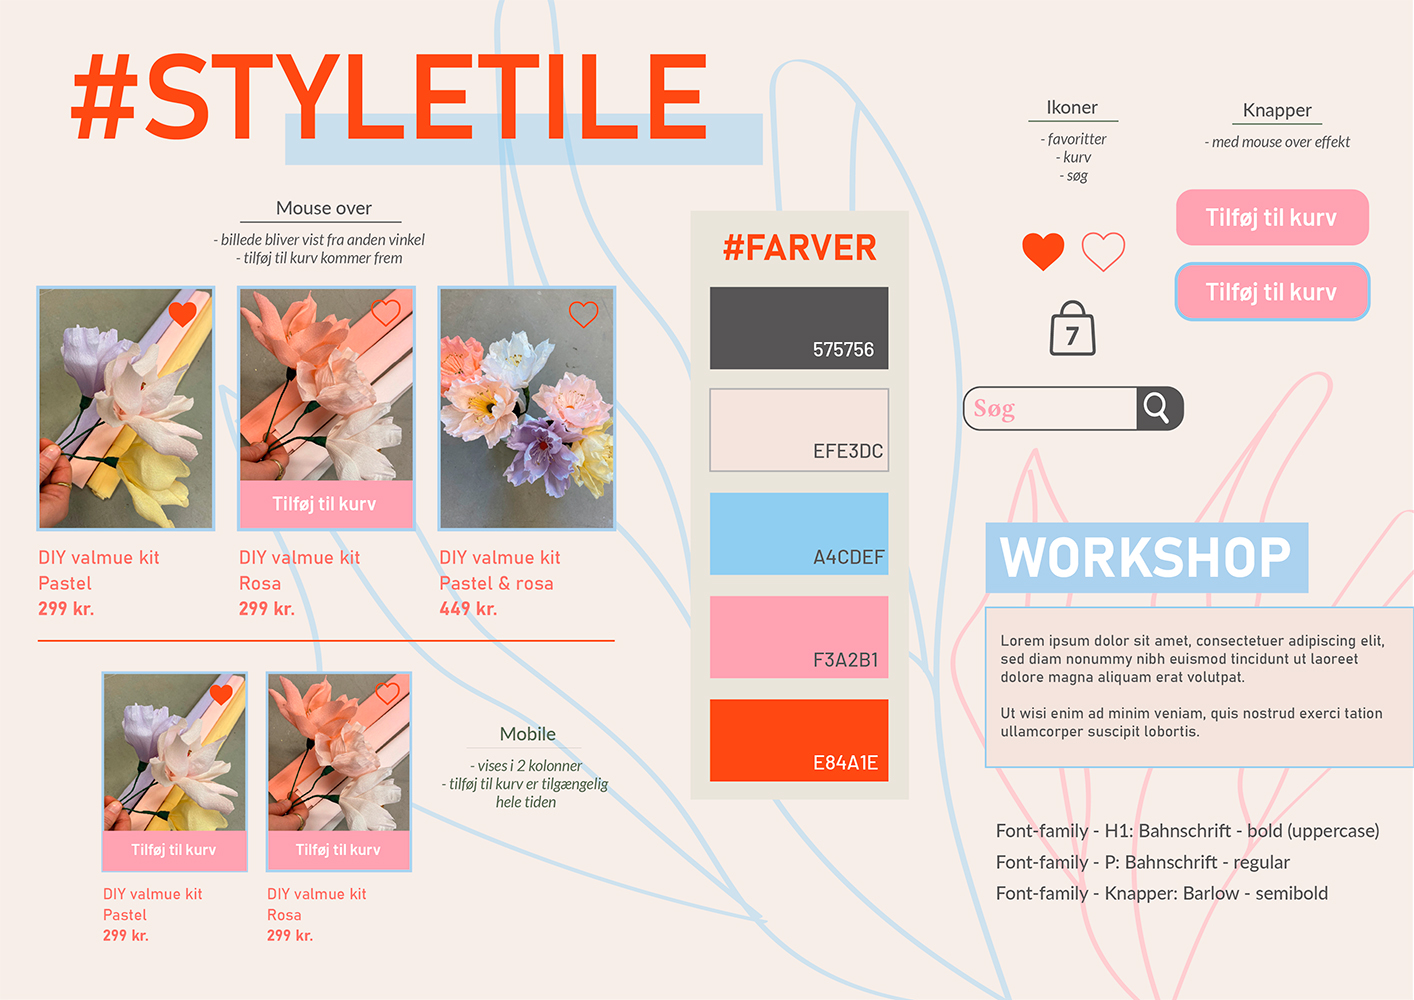 #STYLETILE
Mouse over
- billede bliver vist fra anden vinkel
- tilføj til kurv kommer frem
Tilføj til kurv
DIY valmue kit
Pastel
299 kr.
DIY valmue kit
Rosa
299 kr.
DIY valmue kit
Pastel & rosa
449 kr.
Tilføj til kurv
DIY valmue kit
Pastel
299 kr.
Tilføj til kurv
DIY valmue kit
Rosa
299 kr.
Mobile
- vises i 2 kolonner
- tilføj til kurv er tilgængelig
hele tiden
#FARVER
575756
EFE3DC
A4CDEF
F3A2B1
E84A1E
Ikoner
- favoritter
- kurv
- søg
7
Søg
Knapper
- med mouse over effekt
Tilføj til kurv
Tilføj til kurv
WORKSHOP
Lorem ipsum dolor sit amet, consectetuer adipiscing elit,
sed diam nonummy nibh euismod tincidunt ut laoreet
dolore magna aliquam erat volutpat.
Ut wisi enim ad minim veniam, quis nostrud exerci tation
ullamcorper suscipit lobortis.
Font-family - H1: Bahnschrift - bold (uppercase)
Font-family - P: Bahnschrift - regular
Font-family - Knapper: Barlow - semibold